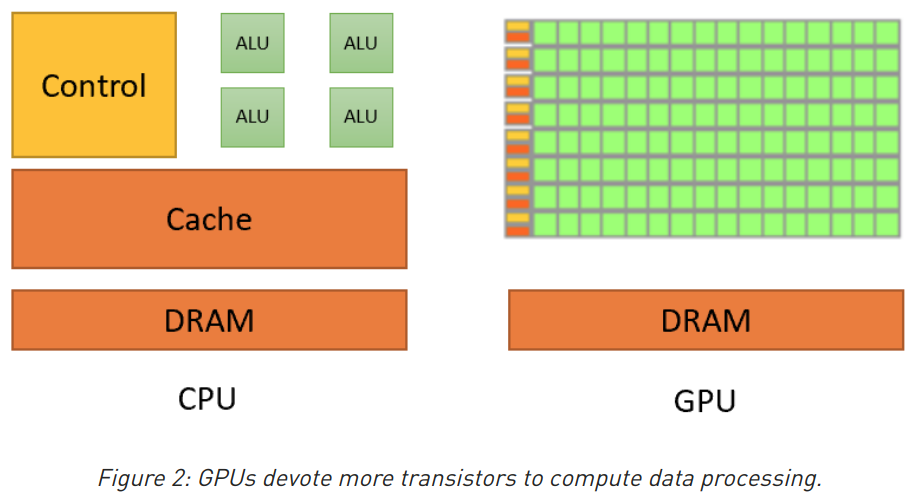 Control
ALU ALU
ALU ALU
Cache
DRAM
CPU
DRAM
GPU
Figure 2: GPUs devote more transistors to compute data processing.